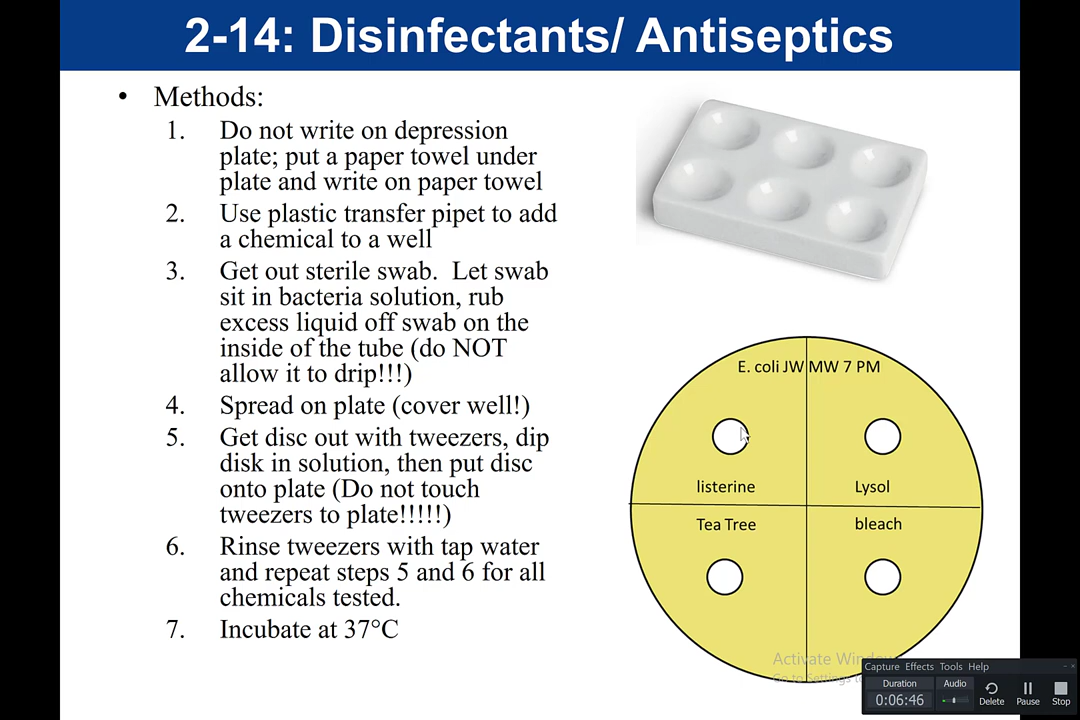 2-14: Disinfectants/ Antiseptics
• Methods:
1. Do not write on depression
plate; put a paper towel under
plate and write on paper towel
2. Use plastic transfer pipet to add
a chemical to a well
3. Get out sterile swab. Let swab
sit in bacteria solution, rub
excess liquid off swab on the
inside of the tube (do NOT
allow it to drip!!!)
4. Spread on plate (cover well!)
5. Get disc out with tweezers, dip
disk in solution, then put disc
onto plate (Do not touch
tweezers to plate!!!!!)
6. Rinse tweezers with tap water
and repeat steps 5 and 6 for all
chemicals tested.
7. Incubate at 37°C
E. coli JW MW 7 PM
listerine Lysol
Tea Tree bleach
Activate
Go to Settings
Capture Effects Tools Help
Duration Audio
0:06:46 Delete Pause Stop